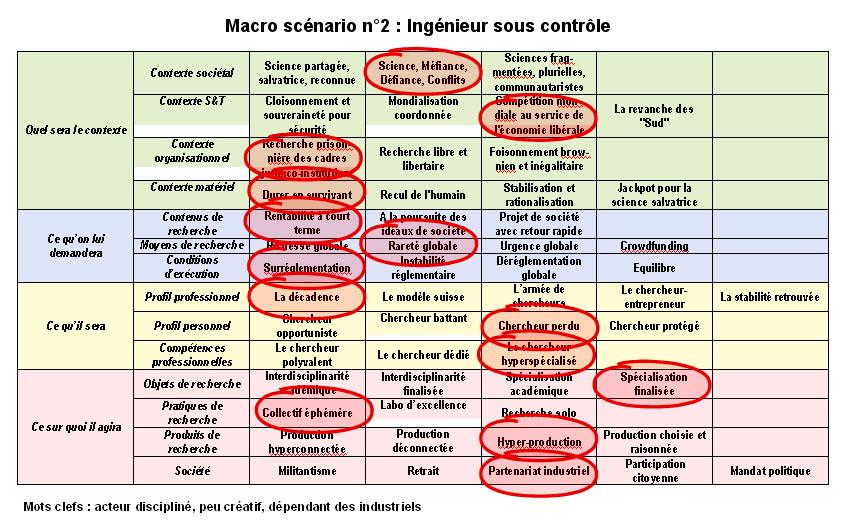 Macro scénario n°2 : Ingénieur sous contrôle
Quel sera le contexte
Contexte sociétal
Science partagée,
salvatrice, reconnue
Science, Méfiance,
Défiance, Conflits
Sciences frag-
mentées, plurielles,
communautaristes
Contexte S&T
Cloisonnement et
souveraineté pour
sécurité
Mondialisation
coordonnée
Compétition mon-
diale au service de
l'économie libérale
La revanche des
"Sud"
Contexte
organisationnel
Recherche prison-
nière des cadres
juridico-institution
Recherche libre et
libertaire
Foisonnement brow-
nien et inégalitaire
Contexte matériel
Durer en survivant
Recul de l'humain
Stabilisation et
rationalisation
Jackpot pour la
science salvatrice
Ce qu'on lui
demandera
Contenus de
recherche
Rentabilité à court
terme
A la poursuite des
idéaux de société
Projet de société
avec retour rapide
Moyens de recherche
Richesse globale
Rareté globale
Urgence globale
Crowdfunding
Conditions
d'exécution
Surréglementation
Instabilité
réglementaire
Déréglementation
globale
Equilibre
Ce qu'il sera
Profil professionnel
La décadence
Le modèle suisse
L'armée de
chercheurs
Le chercheur-
entrepreneur
La stabilité retrouvée
Profil personnel
Chercheur
opportuniste
Chercheur battant
Chercheur perdu
Chercheur protégé
Compétences
professionnelles
Le chercheur
polyvalent
Le chercheur dédié
Le chercheur
hyperspécialisé
Ce sur quoi il agira
Objets de recherche
Interdisciplinarité
académique
Interdisciplinarité
finalisée
Spécialisation
académique
Spécialisation
finalisée
Pratiques de
recherche
Collectif éphémère
Labo d'excellence
Recherche solo
Produits de
recherche
Production
hyperconnectée
Production
déconnectée
Hyper-production
Production choisie et
raisonnée
Société
Militantisme
Retrait
Partenariat industriel
Participation
citoyenne
Mandat politique
Mots clefs : acteur discipliné, peu créatif, dépendant des industriels